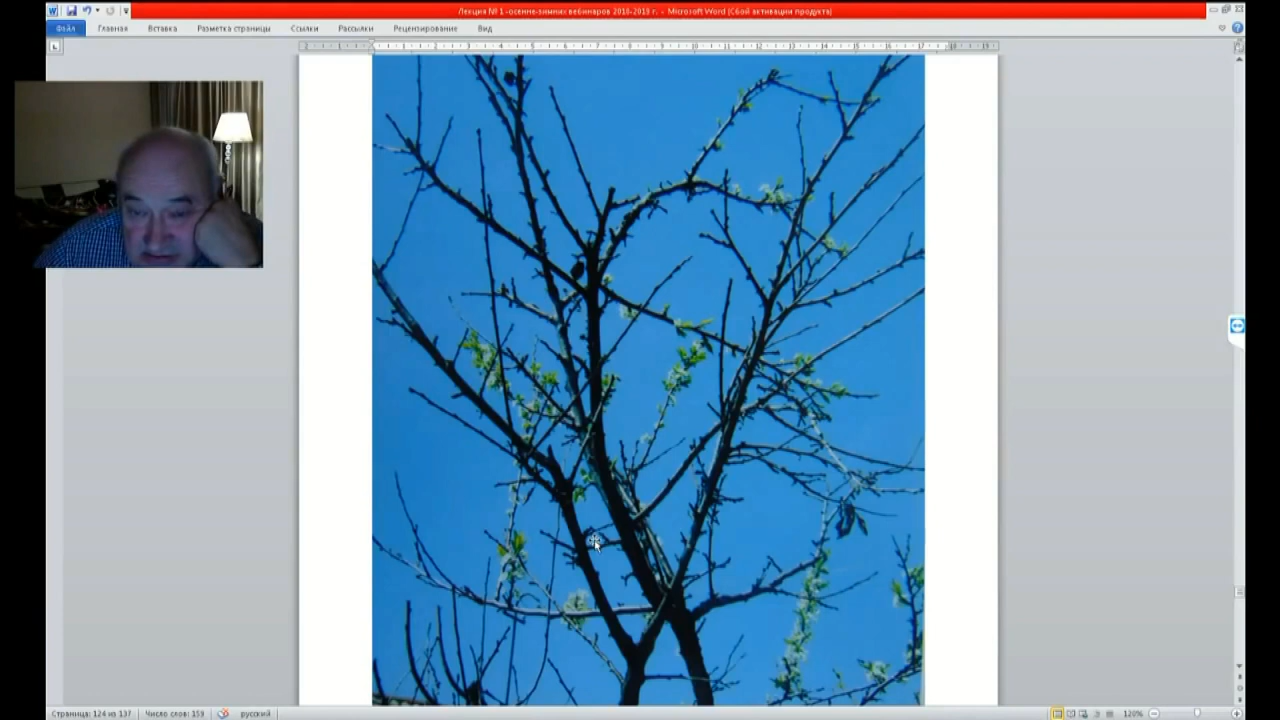 Лекция № 1 -осенне-зимних вебинаров 2018-2019 г. - Microsoft Word (Сбой активации продукта)
Файл Главная Вставка Разметка страницы Ссылки Рассылки Рецензирование Вид
Страница: 124 из 137 Число слов: 159 русский 120%